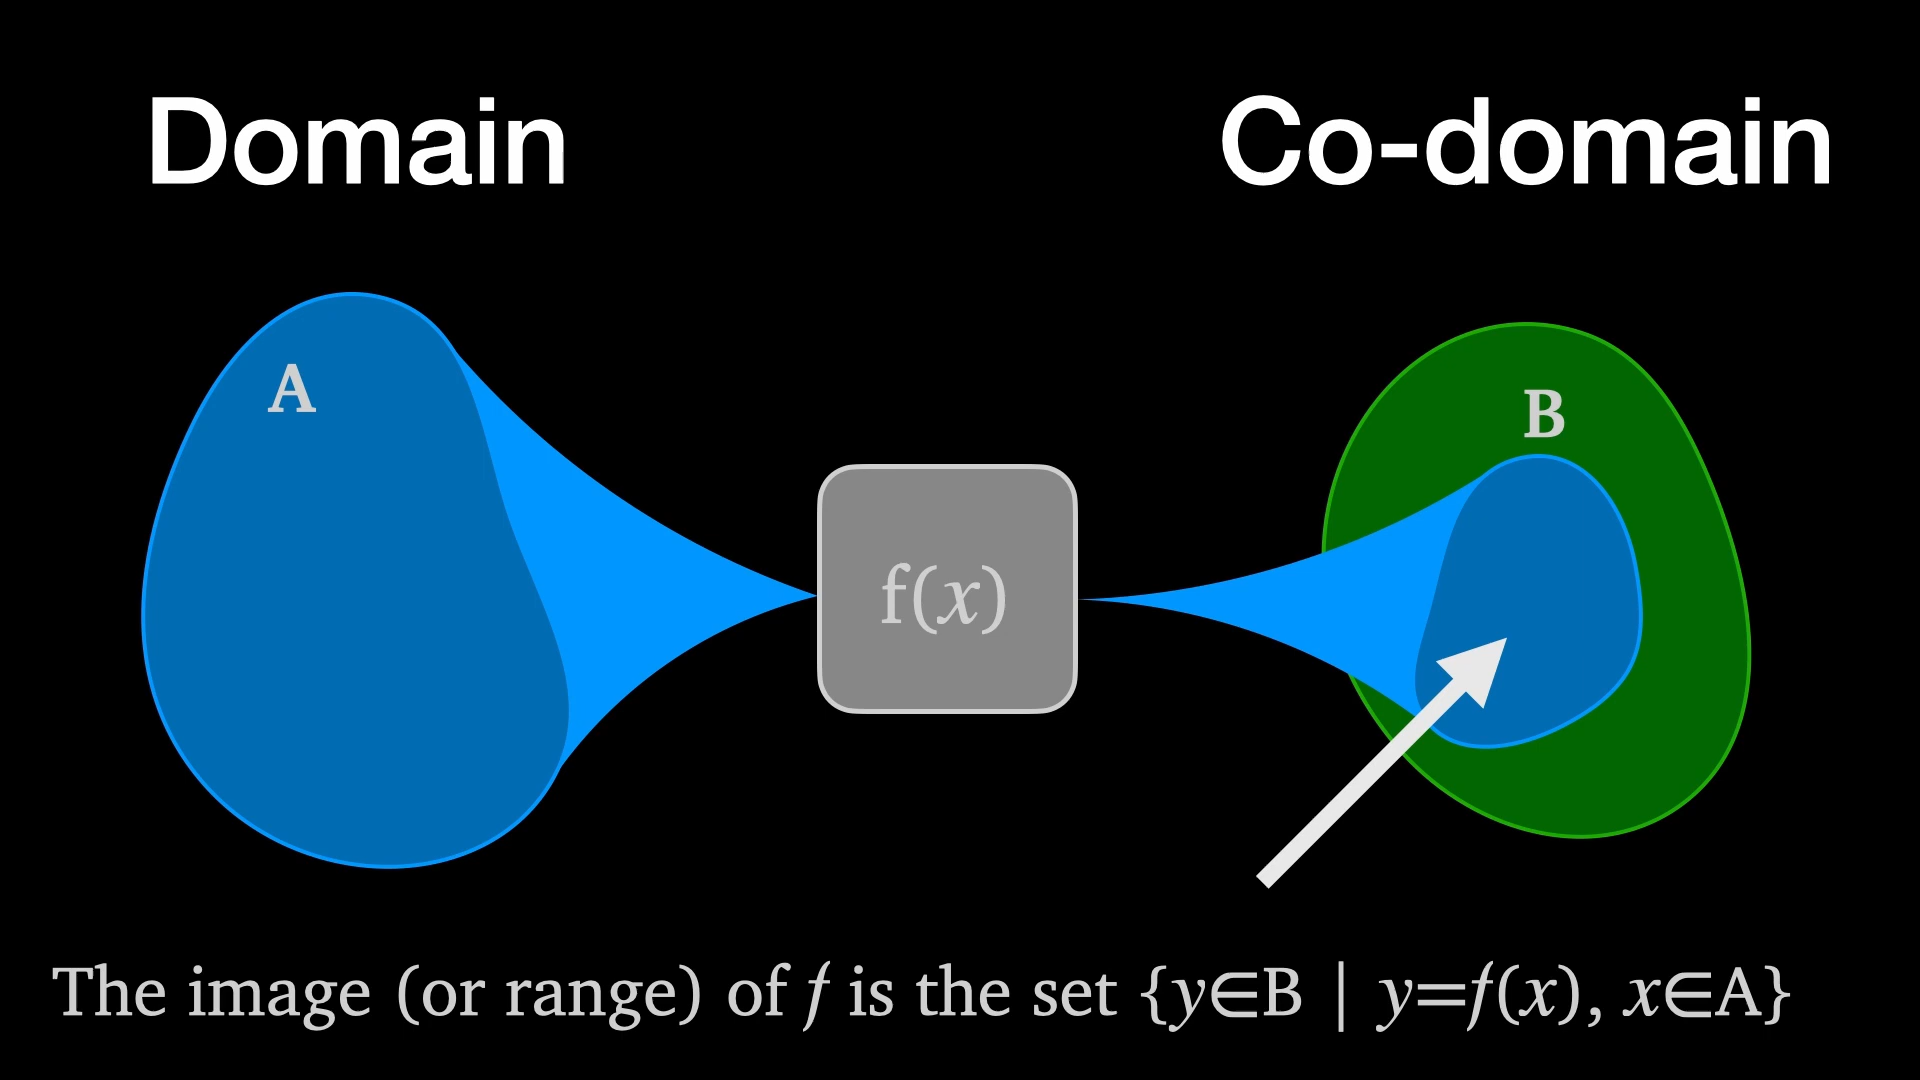 Domain
Co-domain
A
B
f(x)
The image (or range) of f is the set {y∈B | y=f(x), x∈A}